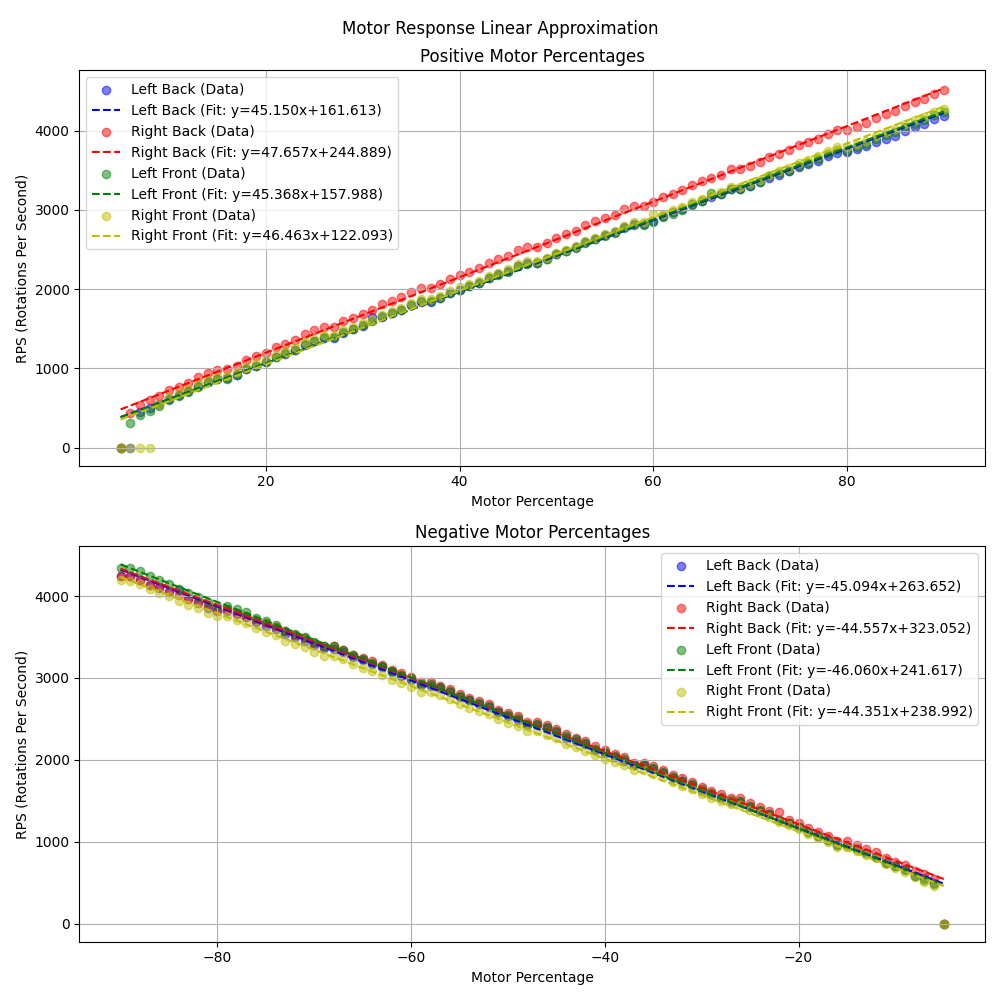 Motor Response Linear Approximation
Positive Motor Percentages
Left Back (Data)
Left Back (Fit: y=45.150x+161.613)
Right Back (Data)
Right Back (Fit: y=47.657x+244.889)
Left Front (Data)
Left Front (Fit: y=45.368x+157.988)
Right Front (Data)
Right Front (Fit: y=46.463x+122.093)
4000
3000
2000
1000
0
RPS (Rotations Per Second)
20 40 60 80
Motor Percentage
Negative Motor Percentages
Left Back (Data)
Left Back (Fit: y=-45.094x+263.652)
Right Back (Data)
Right Back (Fit: y=-44.557x+323.052)
Left Front (Data)
Left Front (Fit: y=-46.060x+241.617)
Right Front (Data)
Right Front (Fit: y=-44.351x+238.992)
4000
3000
2000
1000
0
RPS (Rotations Per Second)
−80 −60 −40 −20
Motor Percentage